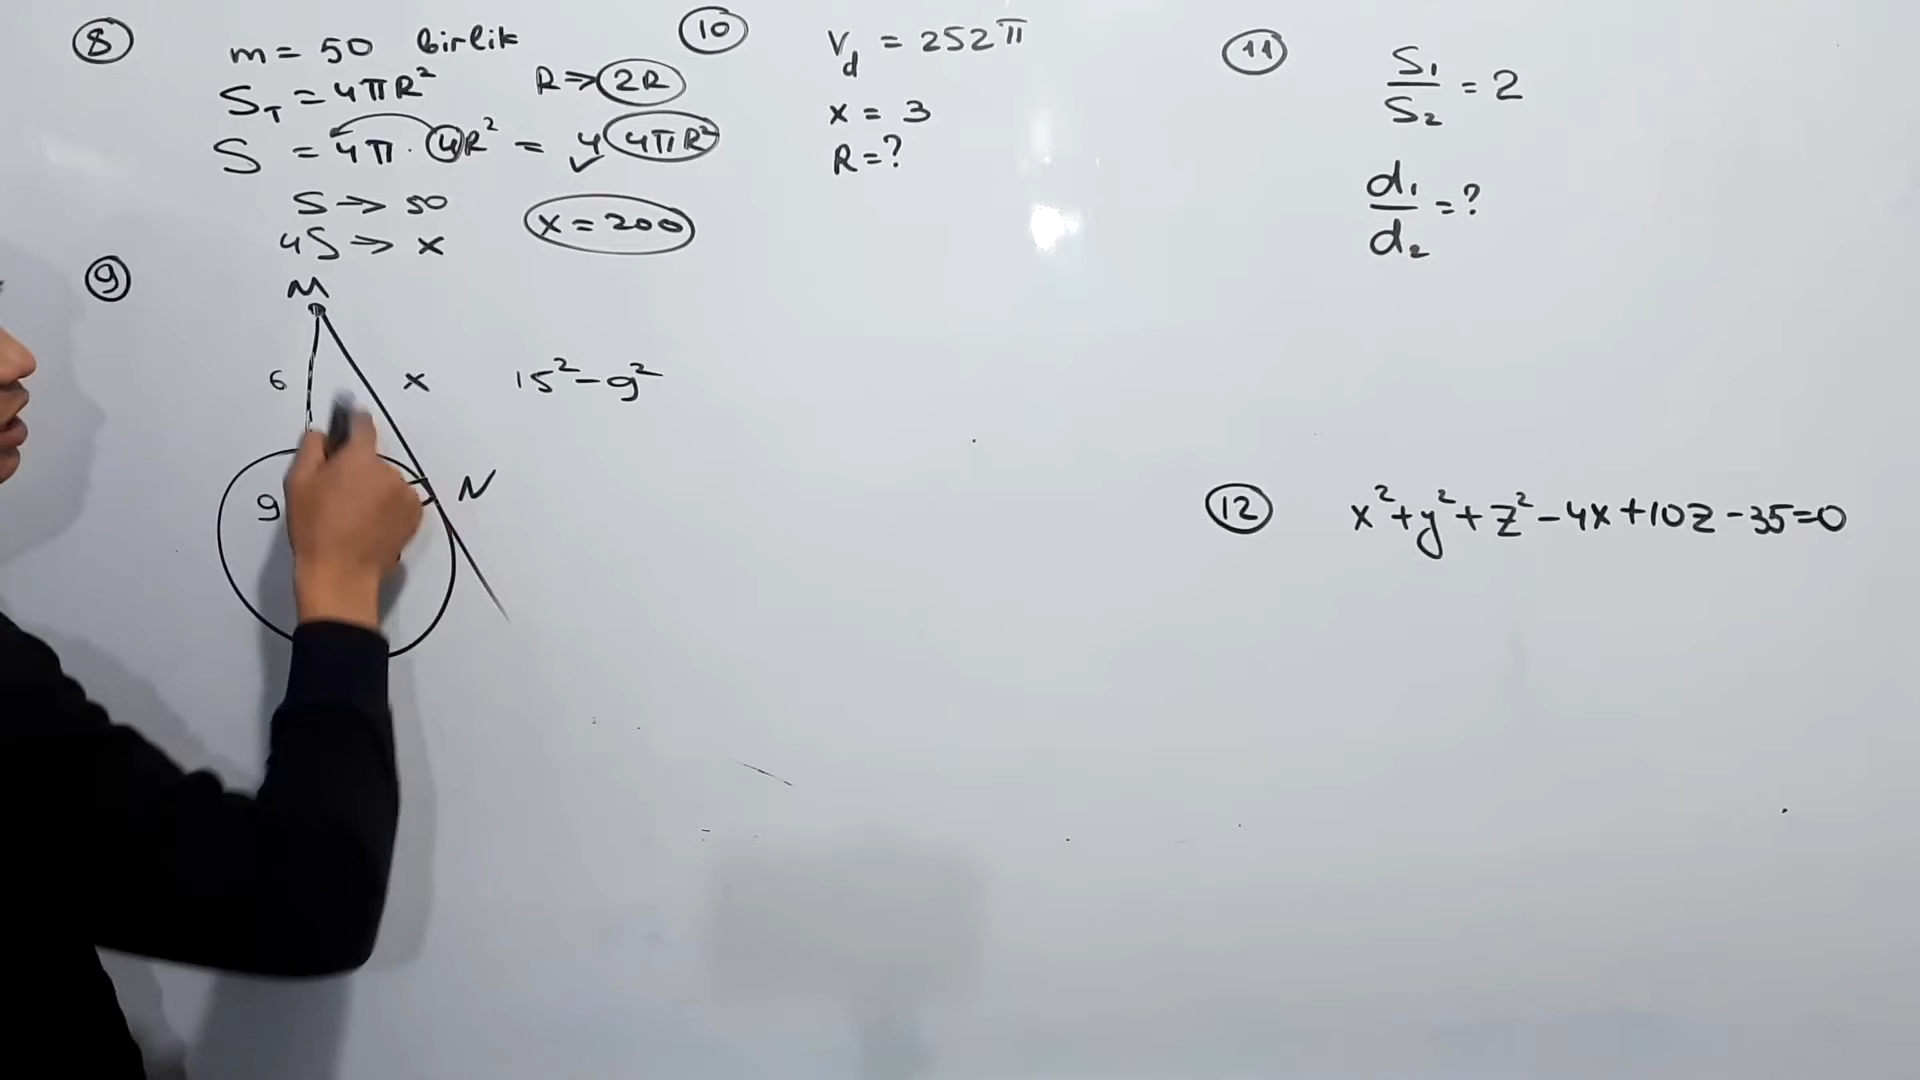 8
m = 50 birlik
S_T = 4πR² R ⇒ 2R
S = 4π · 4R² = 4 4πR²
S → 50
4S → x
x = 200
9
M
6 x 15² - 9²
9
N
10
V_d = 252π
x = 3
R = ?
11
S₁/S₂ = 2
d₁/d₂ = ?
12
x² + y² + z² - 4x + 10z - 35 = 0